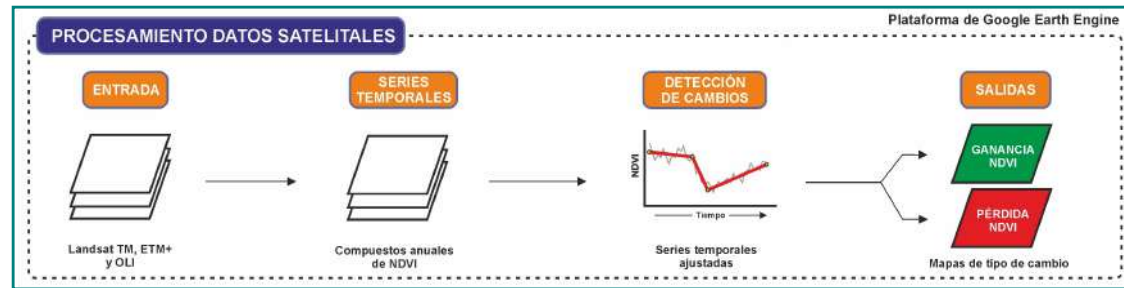 Plataforma de Google Earth Engine
PROCESAMIENTO DATOS SATELITALES
ENTRADA
Landsat TM, ETM+
y OLI
SERIES
TEMPORALES
Compuestos anuales
de NDVI
DETECCIÓN
DE CAMBIOS
NDVI
Tiempo
Series temporales
ajustadas
SALIDAS
GANANCIA
NDVI
PÉRDIDA
NDVI
Mapas de tipo de cambio